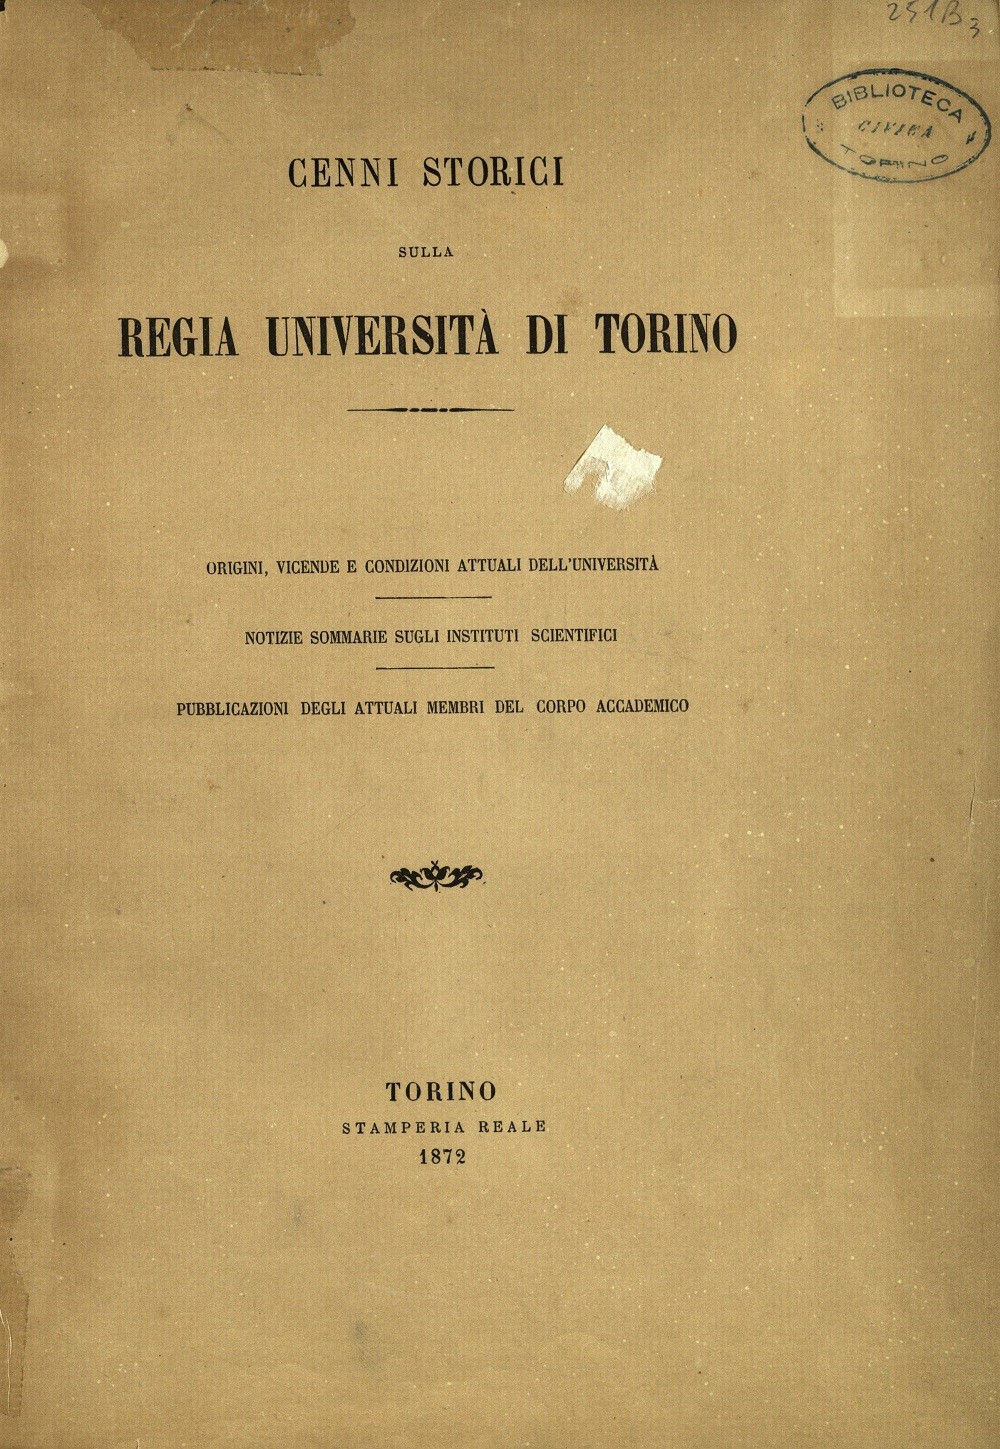 251B3
BIBLIOTECA
CIVICA
TORINO
CENNI STORICI
SULLA
REGIA UNIVERSITÀ DI TORINO
ORIGINI, VICENDE E CONDIZIONI ATTUALI DELL'UNIVERSITÀ
NOTIZIE SOMMARIE SUGLI INSTITUTI SCIENTIFICI
PUBBLICAZIONI DEGLI ATTUALI MEMBRI DEL CORPO ACCADEMICO
TORINO
STAMPERIA REALE
1872